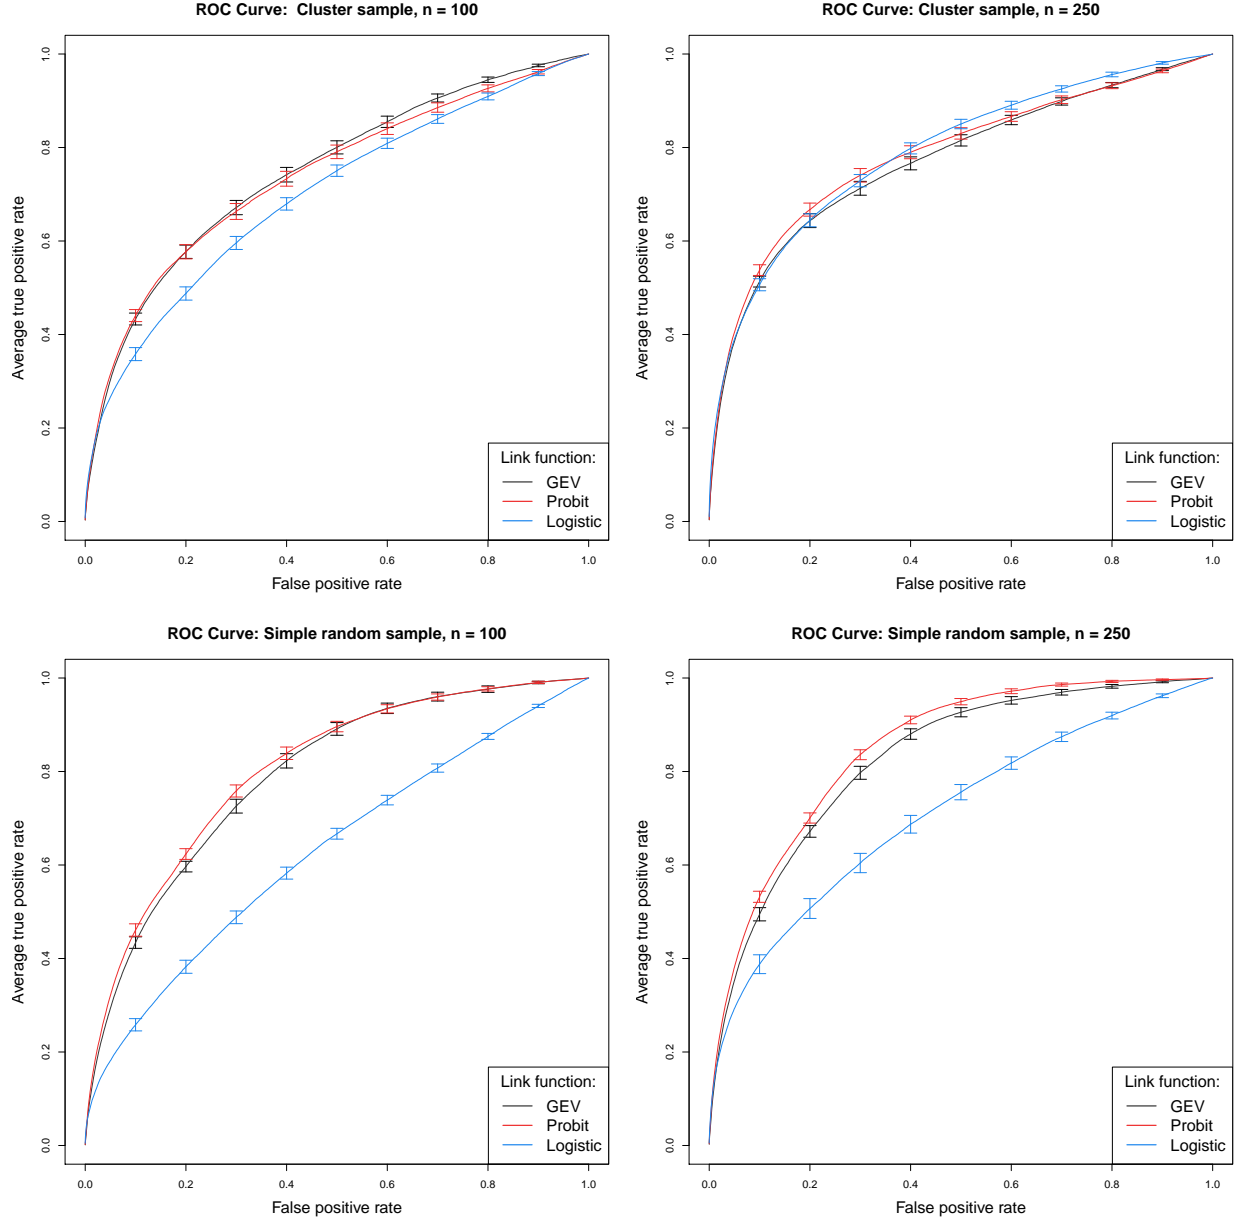 ROC Curve:  Cluster sample, n = 100
Average true positive rate
1.0
0.8
0.6
0.4
0.2
0.0
0.0 0.2 0.4 0.6 0.8 1.0
False positive rate
Link function:
GEV
Probit
Logistic
ROC Curve: Cluster sample, n = 250
Average true positive rate
1.0
0.8
0.6
0.4
0.2
0.0
0.0 0.2 0.4 0.6 0.8 1.0
False positive rate
Link function:
GEV
Probit
Logistic
ROC Curve: Simple random sample, n = 100
Average true positive rate
1.0
0.8
0.6
0.4
0.2
0.0
0.0 0.2 0.4 0.6 0.8 1.0
False positive rate
Link function:
GEV
Probit
Logistic
ROC Curve: Simple random sample, n = 250
Average true positive rate
1.0
0.8
0.6
0.4
0.2
0.0
0.0 0.2 0.4 0.6 0.8 1.0
False positive rate
Link function:
GEV
Probit
Logistic